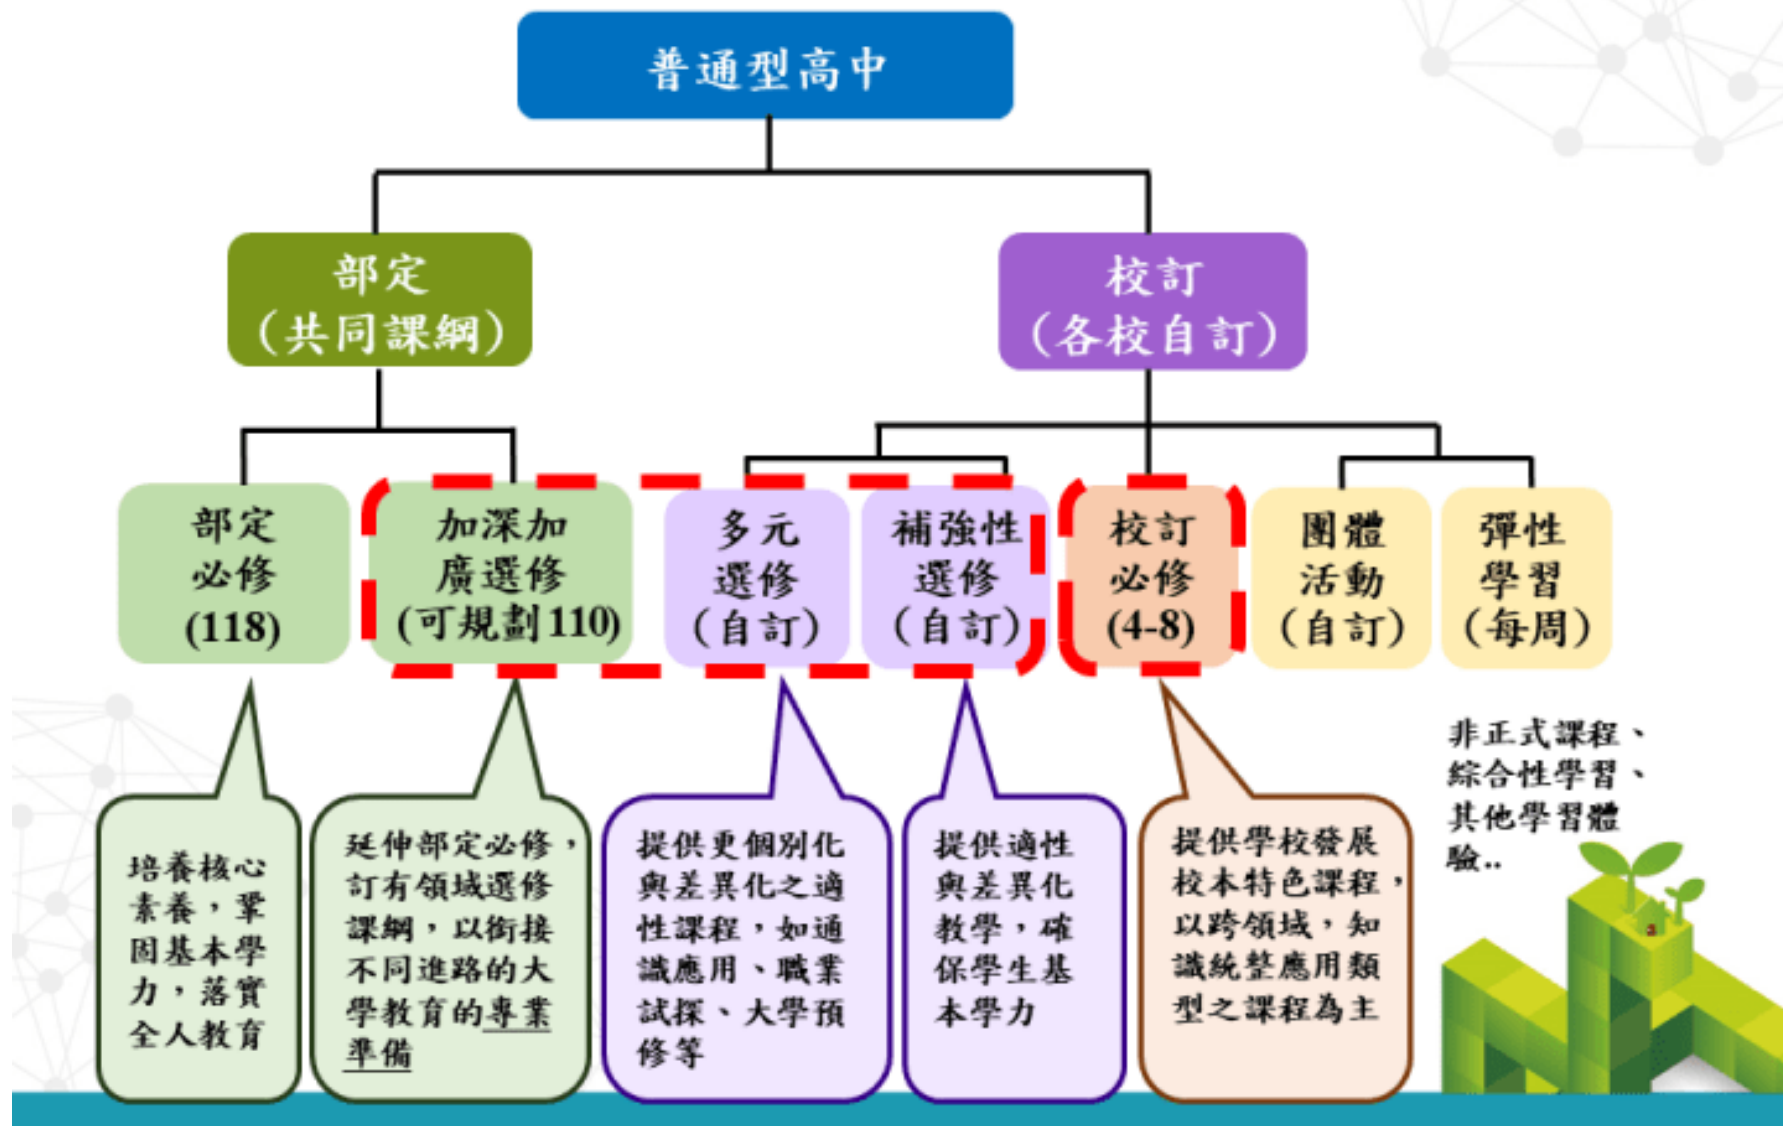 普通型高中
部定
（共同課綱）
校訂
（各校自訂）
部定
必修
(118)
加深加
廣選修
(可規劃110)
多元
選修
（自訂）
補強性
選修
（自訂）
校訂
必修
(4-8)
團體
活動
（自訂）
彈性
學習
（每周）
培養核心
素養，鞏
固基本學
力，落實
全人教育
延伸部定必修，
訂有領域選修
課綱，以銜接
不同進路的大
學教育的專業
準備
提供更個別化
與差異化之適
性課程，如通
識應用、職業
試探、大學預
修等
提供適性
與差異化
教學，確
保學生基
本學力
提供學校發展
校本特色課程，
以跨領域，知
識統整應用類
型之課程為主
非正式課程、
綜合性學習、
其他學習體
驗..